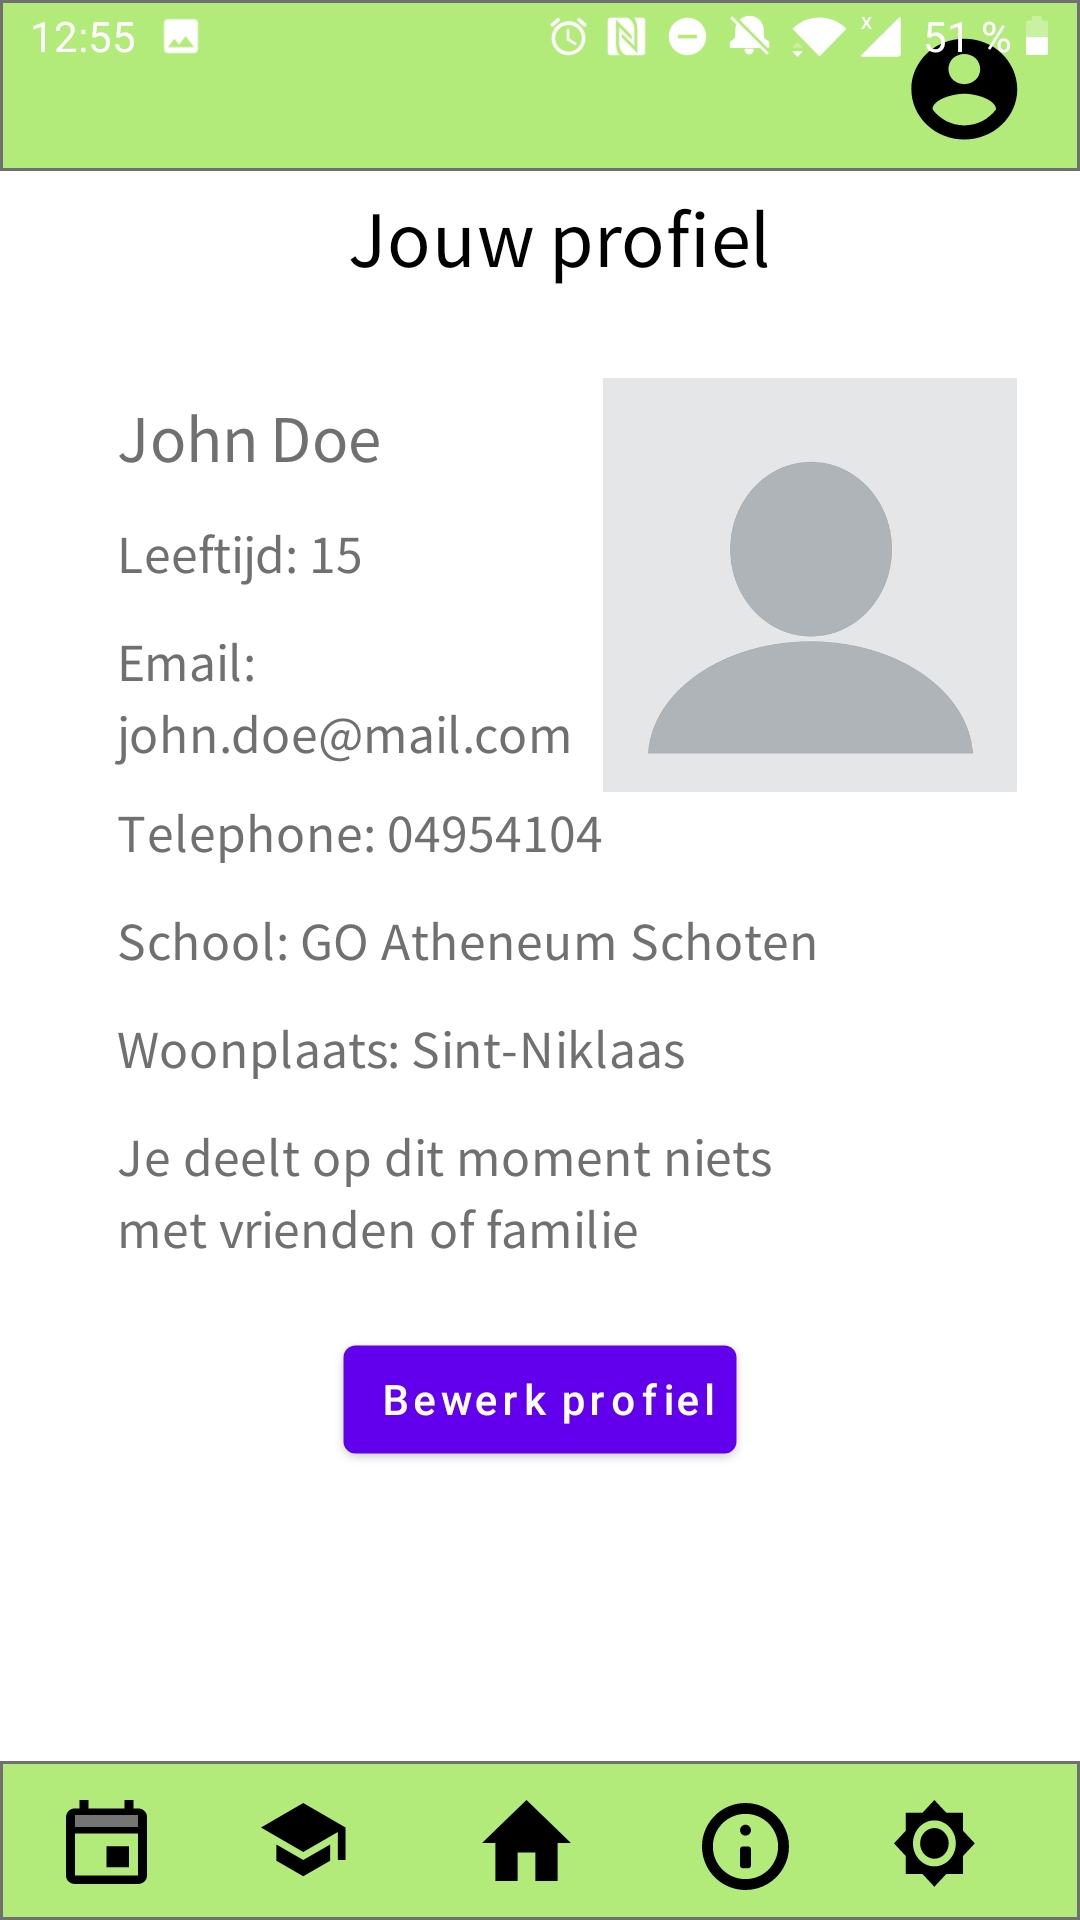 12:55
x
51 %
Jouw profiel
John Doe
Leeftijd: 15
Email:
john.doe@mail.com
Telephone: 04954104
School: GO Atheneum Schoten
Woonplaats: Sint-Niklaas
Je deelt op dit moment niets
met vrienden of familie
Bewerk profiel